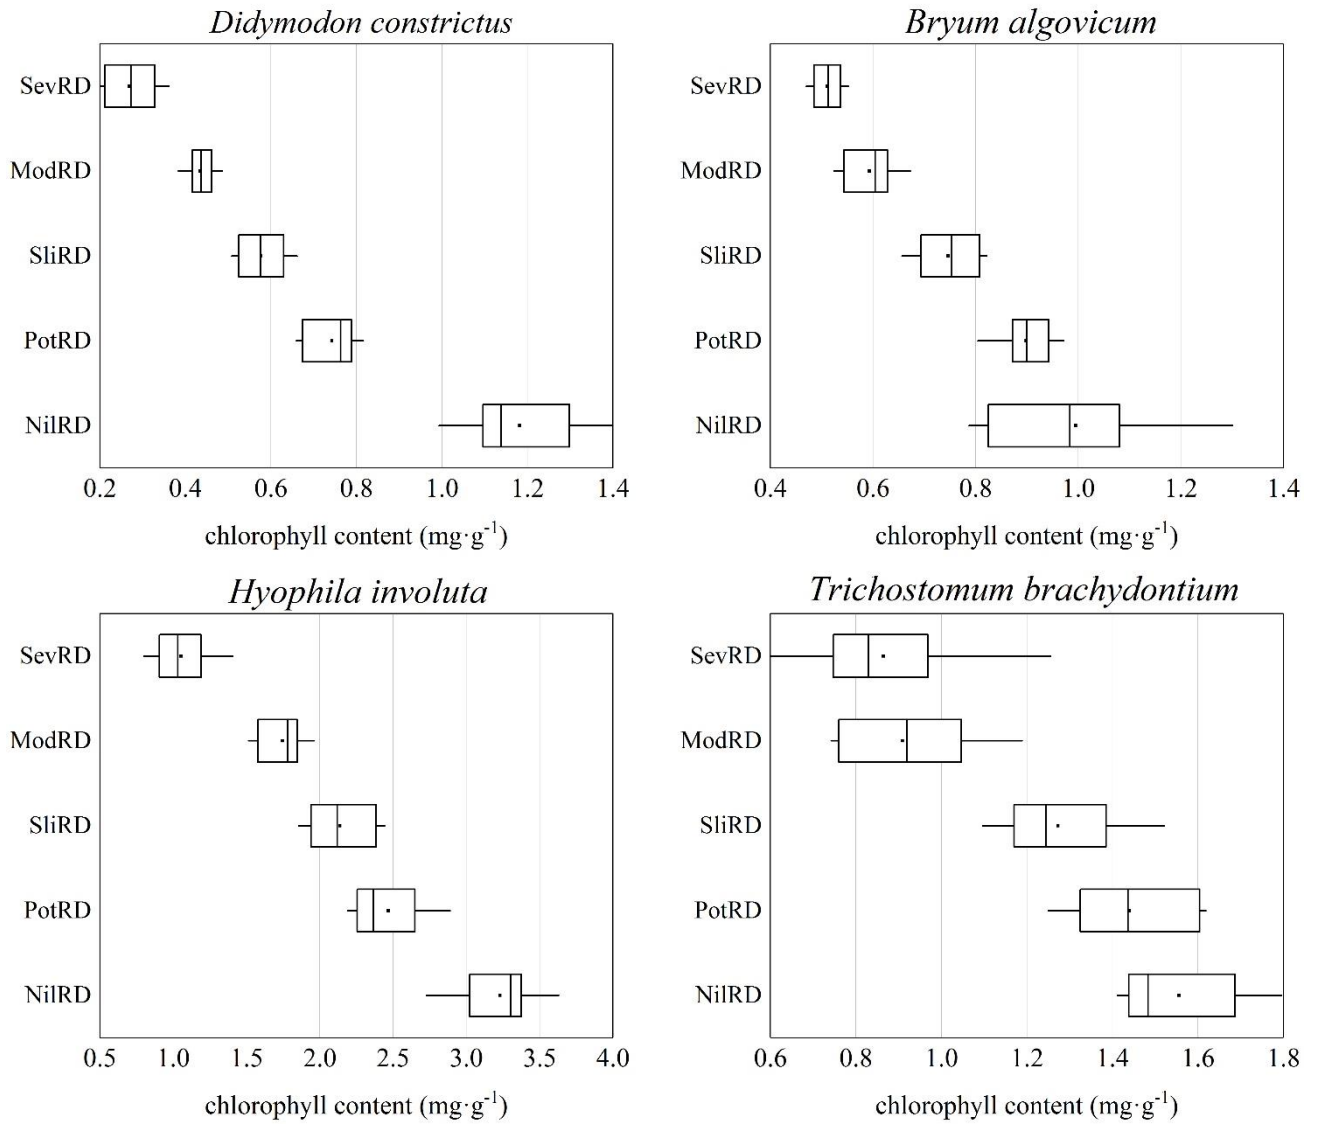 Didymodon constrictus
SevRD
ModRD
SliRD
PotRD
NilRD
0.2 0.4 0.6 0.8 1.0 1.2 1.4
chlorophyll content (mg·g⁻¹)
Bryum algovicum
SevRD
ModRD
SliRD
PotRD
NilRD
0.4 0.6 0.8 1.0 1.2 1.4
chlorophyll content (mg·g⁻¹)
Hyophila involuta
SevRD
ModRD
SliRD
PotRD
NilRD
0.5 1.0 1.5 2.0 2.5 3.0 3.5 4.0
chlorophyll content (mg·g⁻¹)
Trichostomum brachydontium
SevRD
ModRD
SliRD
PotRD
NilRD
0.6 0.8 1.0 1.2 1.4 1.6 1.8
chlorophyll content (mg·g⁻¹)